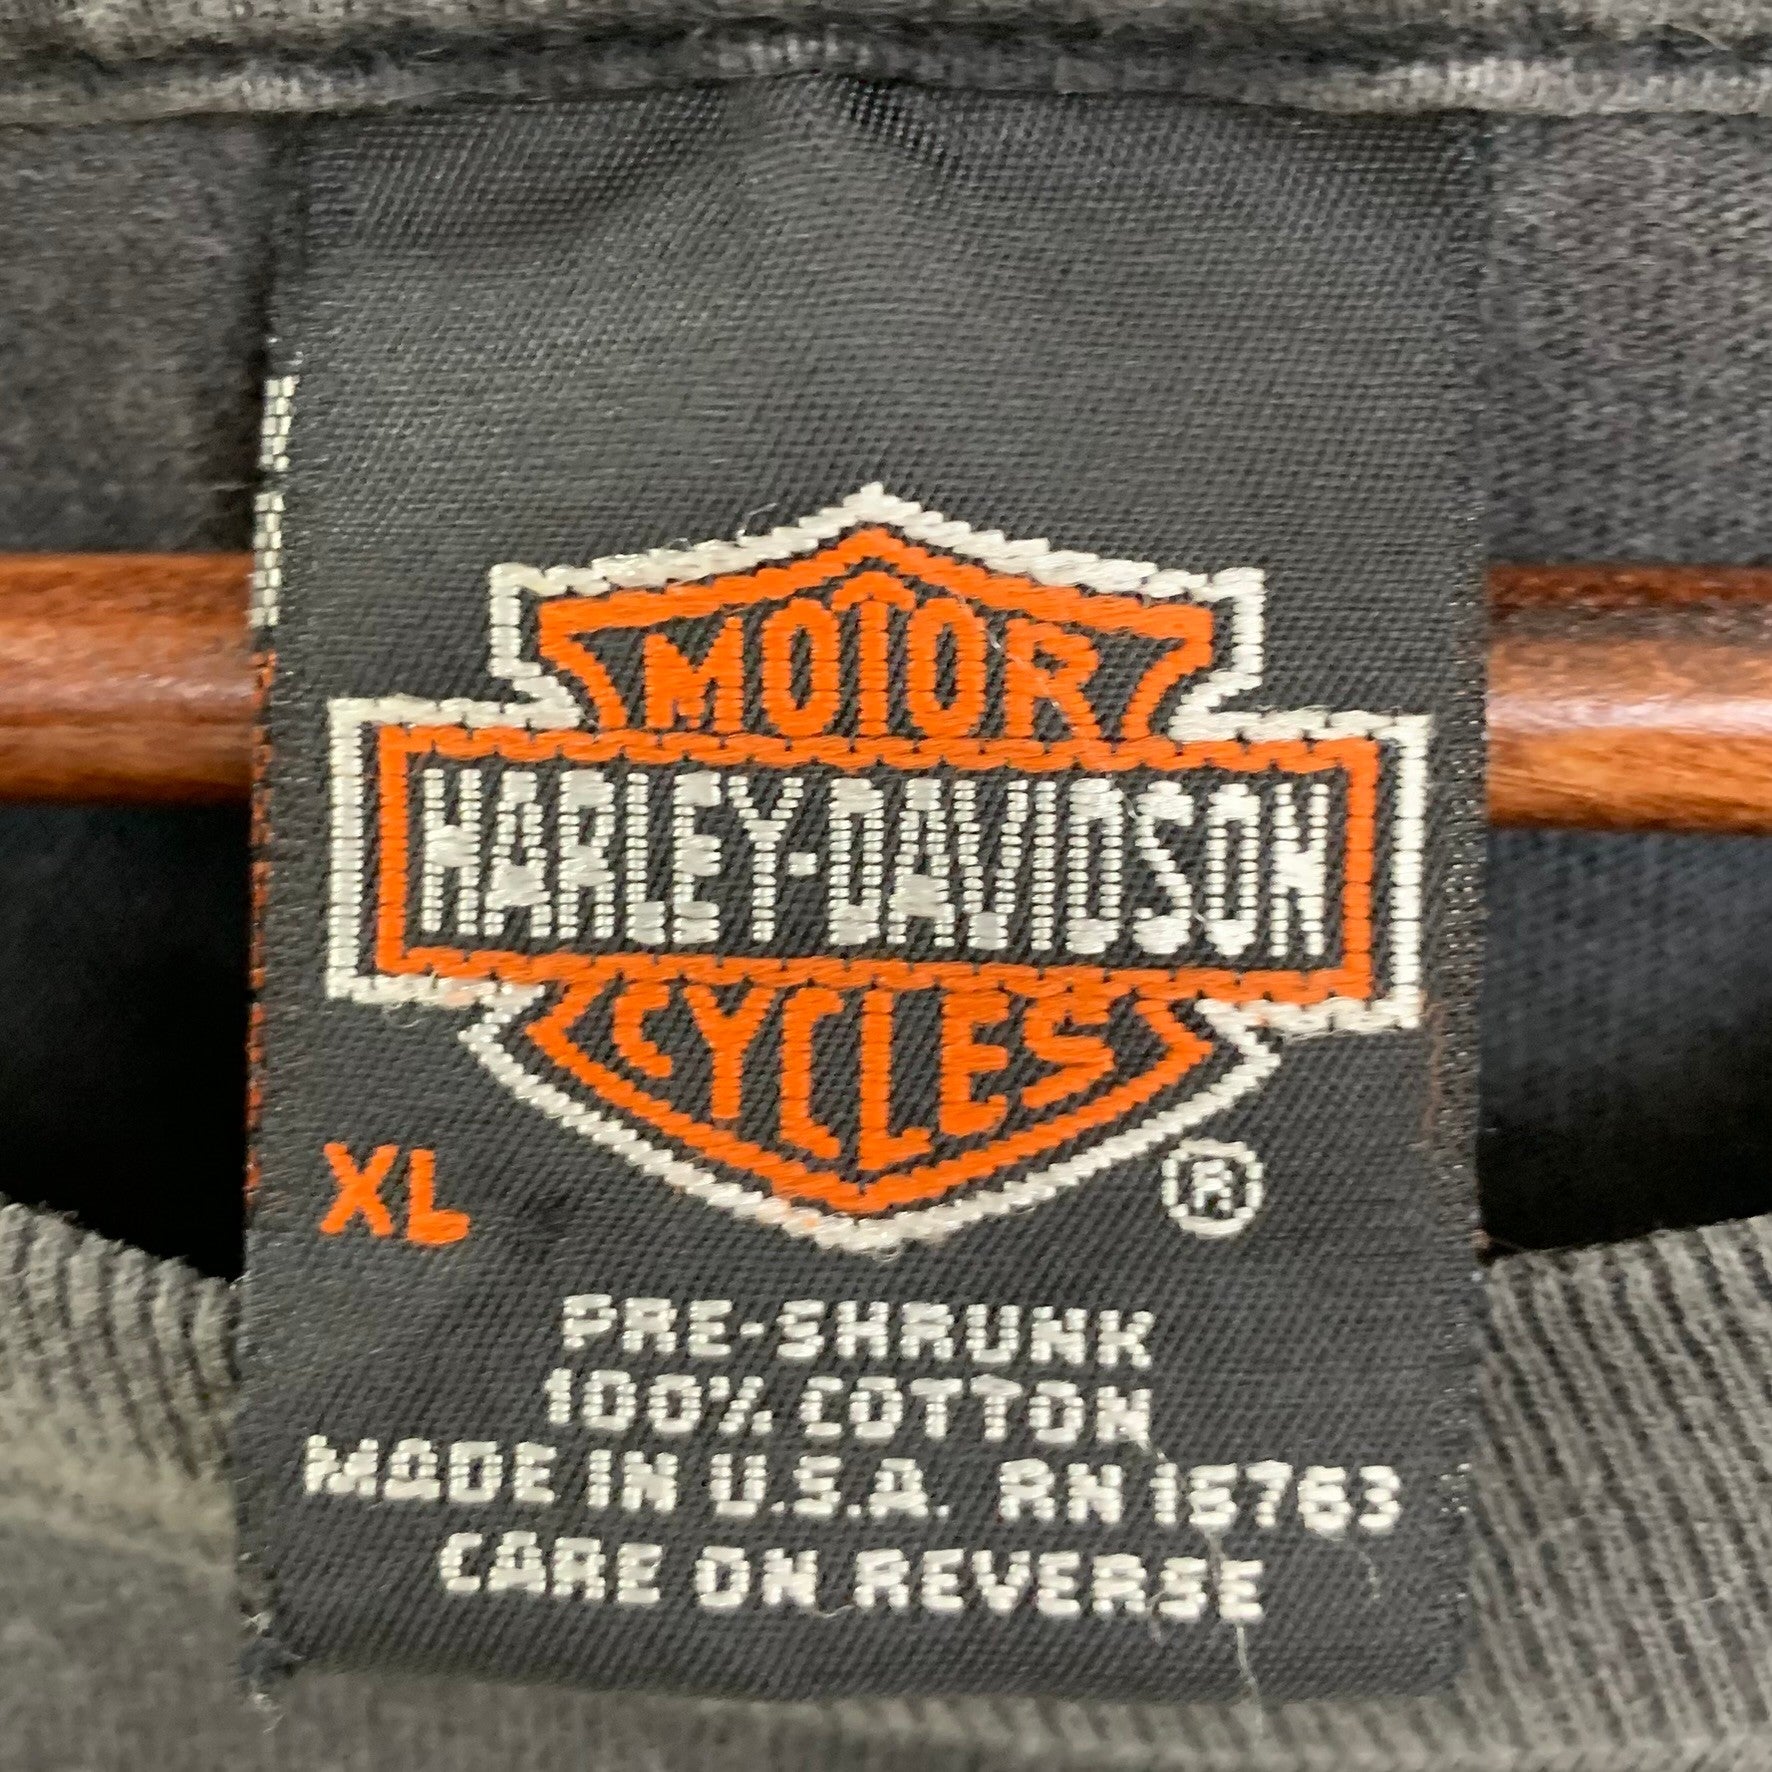 MOTOR
HARLEY-DAVIDSON
CYCLES
XL ®
PRE-SHRUNK
100% COTTON
MADE IN U.S.A. RN 15763
CARE ON REVERSE